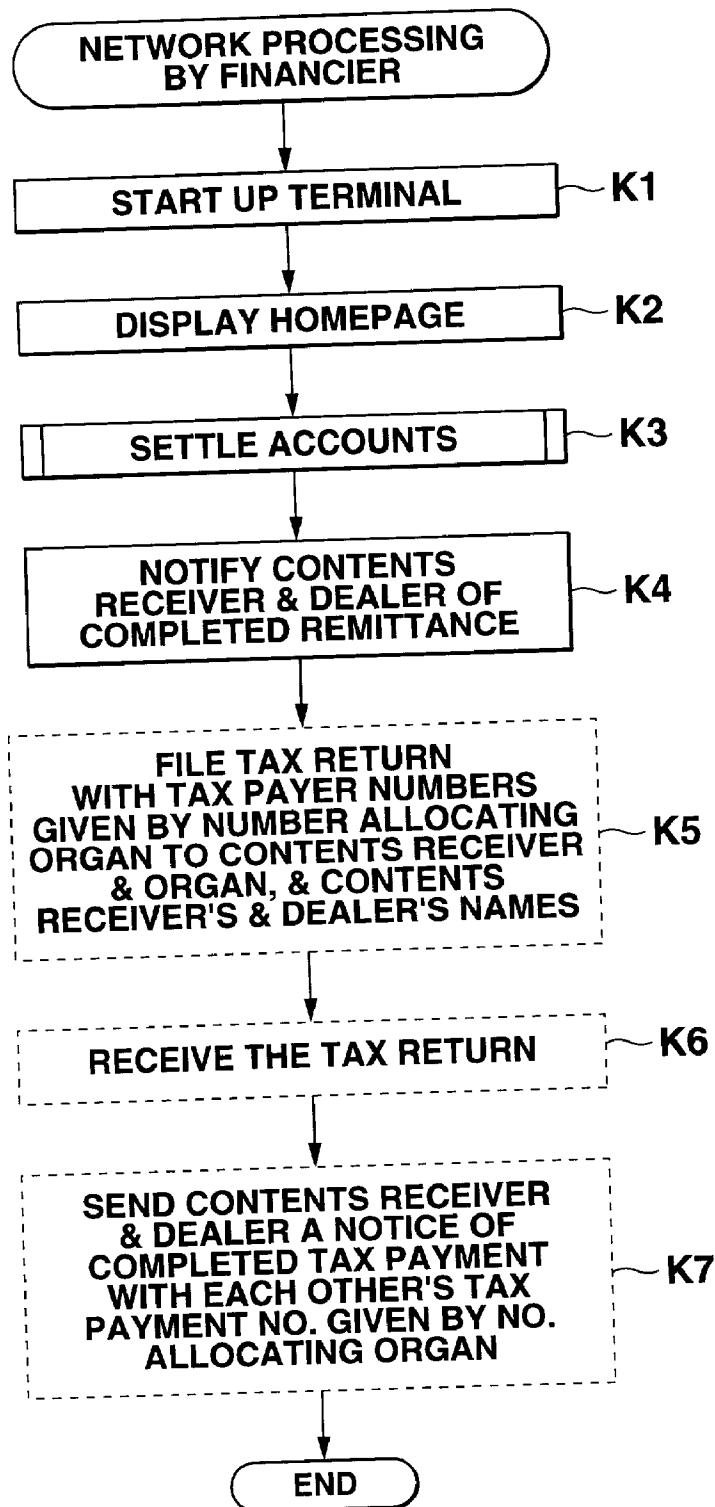 NETWORK PROCESSING
BY FINANCIER
START UP TERMINAL
K1
DISPLAY HOMEPAGE
K2
SETTLE ACCOUNTS
K3
NOTIFY CONTENTS
RECEIVER & DEALER OF
COMPLETED REMITTANCE
K4
FILE TAX RETURN
WITH TAX PAYER NUMBERS
GIVEN BY NUMBER ALLOCATING
ORGAN TO CONTENTS RECEIVER
& ORGAN, & CONTENTS
RECEIVER'S & DEALER'S NAMES
K5
RECEIVE THE TAX RETURN
K6
SEND CONTENTS RECEIVER
& DEALER A NOTICE OF
COMPLETED TAX PAYMENT
WITH EACH OTHER'S TAX
PAYMENT NO. GIVEN BY NO.
ALLOCATING ORGAN
K7
END